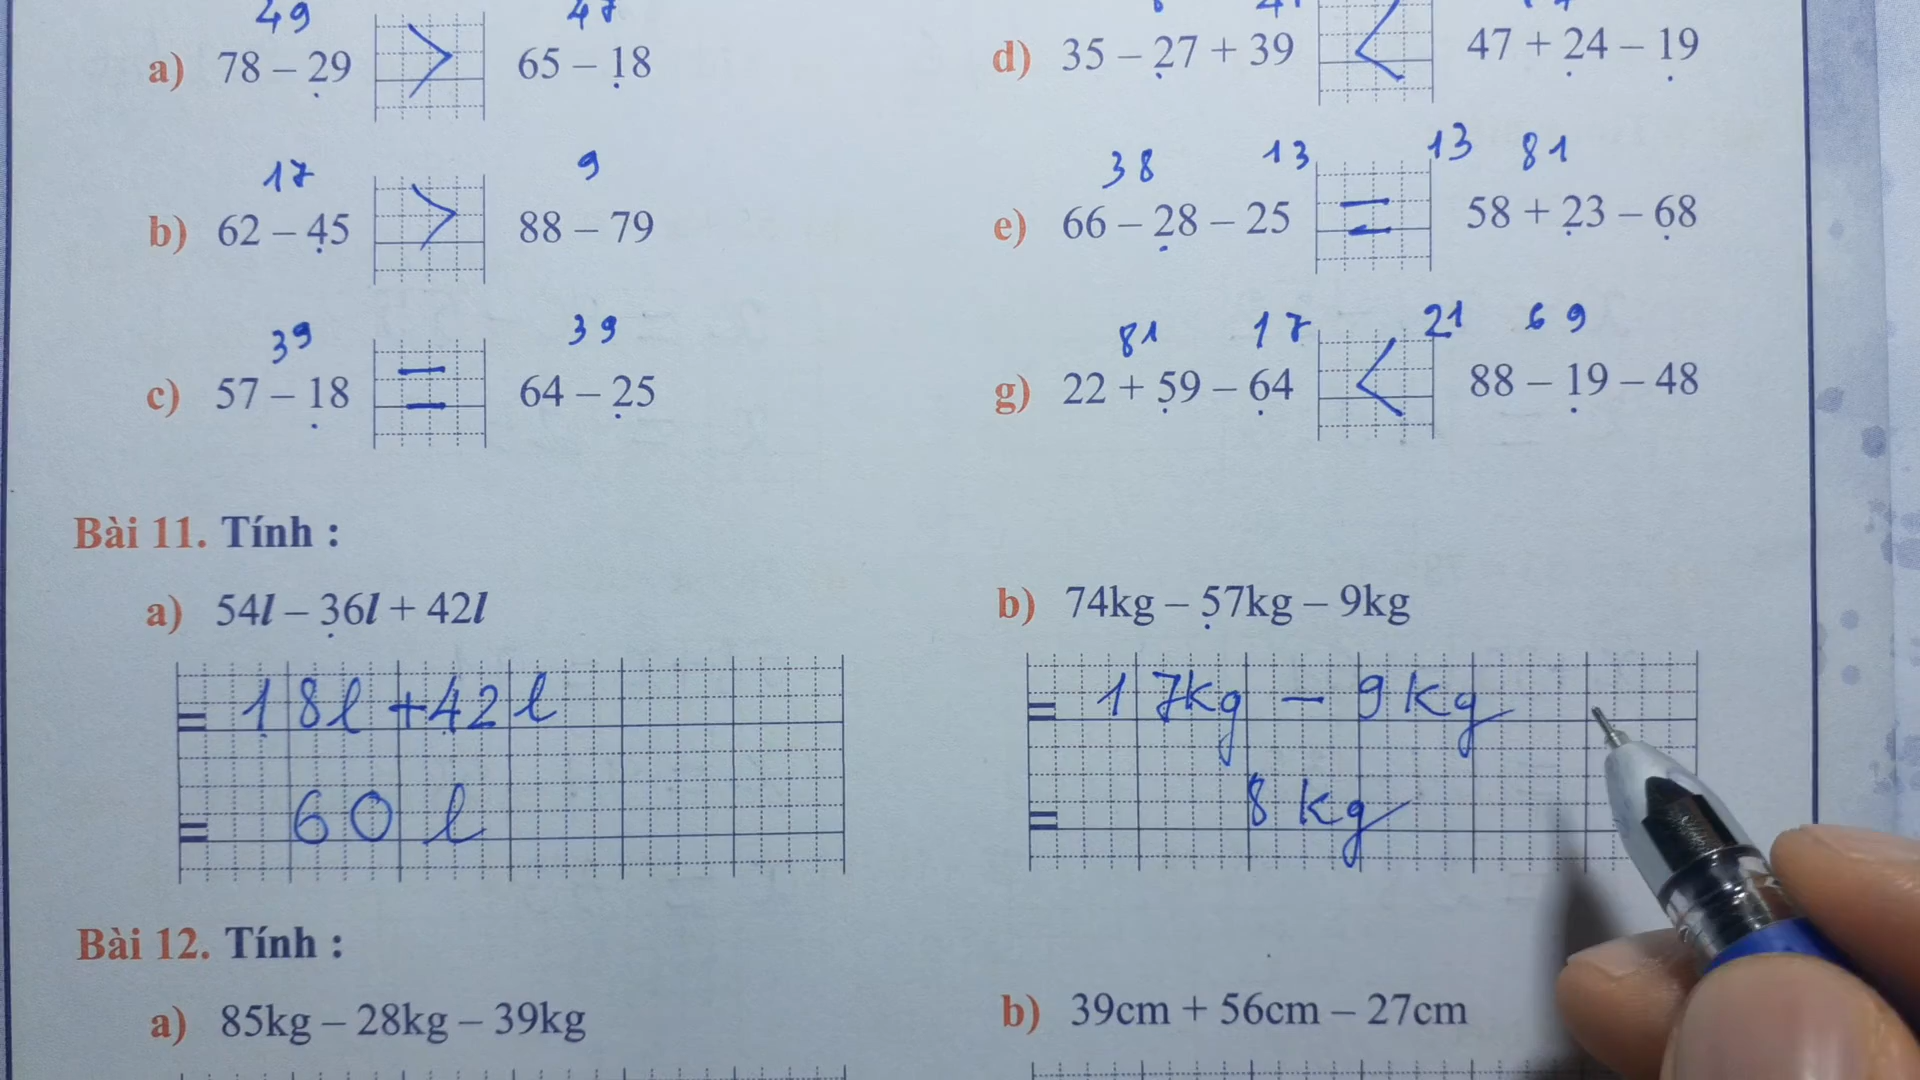 49 47
a) 78 – 29 > 65 – 18
17 9
b) 62 – 45 > 88 – 79
39 39
c) 57 – 18 = 64 – 25
d) 35 – 27 + 39 < 47 + 24 – 19
38 13 13 81
e) 66 – 28 – 25 = 58 + 23 – 68
81 17 21 69
g) 22 + 59 – 64 < 88 – 19 – 48
Bài 11. Tính :
a) 54l – 36l + 42l
= 18l + 42l
= 60 l
b) 74kg – 57kg – 9kg
= 17kg – 9kg
= 8 kg
Bài 12. Tính :
a) 85kg – 28kg – 39kg
b) 39cm + 56cm – 27cm